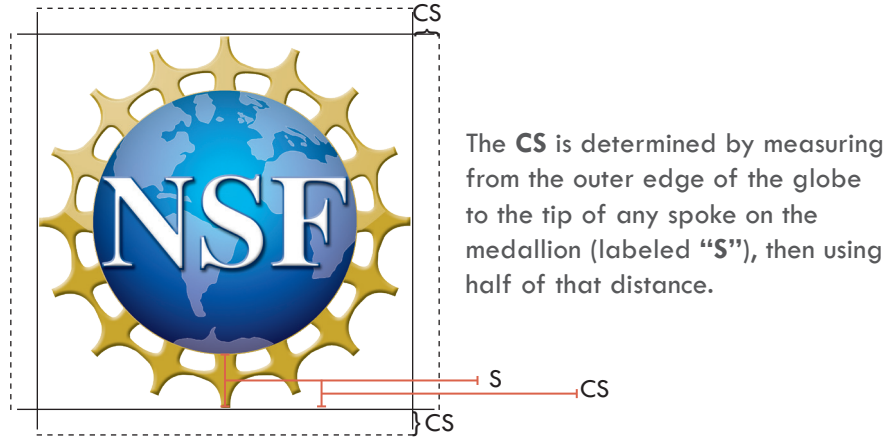 CS
The CS is determined by measuring
from the outer edge of the globe
to the tip of any spoke on the
medallion (labeled “S”), then using
half of that distance.
NSF
S
CS
CS